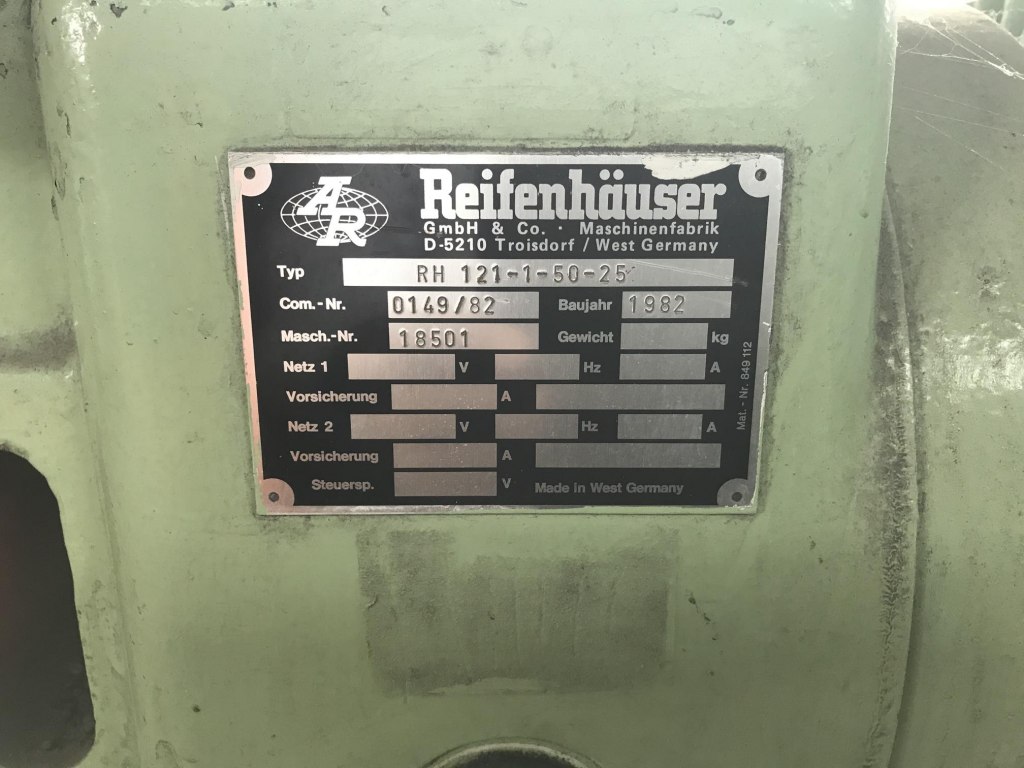 AR
Reifenhäuser
GmbH & Co. · Maschinenfabrik
D-5210 Troisdorf / West Germany
Typ RH 121-1-50-25
Com.-Nr. 0149/82 Baujahr 1982
Masch.-Nr. 18501 Gewicht kg
Netz 1 V Hz A
Vorsicherung A
Netz 2 V Hz A
Vorsicherung A
Steuersp. V Made in West Germany
Mat. - Nr. 849 112